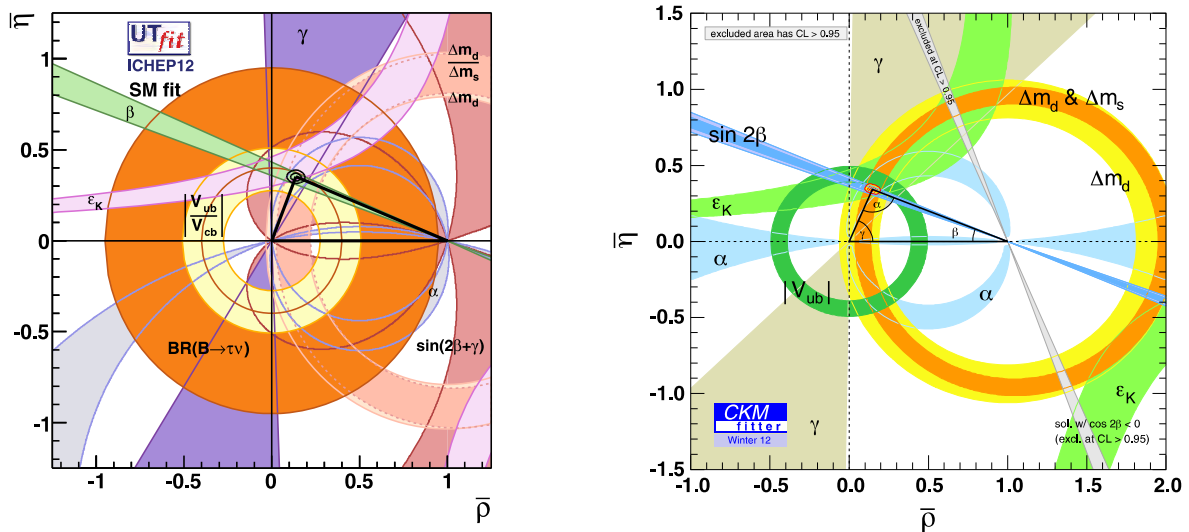 η̅
UTfit
ICHEP12
SM fit
γ
Δm_d
Δm_s
Δm_d
β
ε_K
|V_ub
V_cb|
α
BR(B→τν)
sin(2β+γ)
1
0.5
0
-0.5
-1
-1
-0.5
0
0.5
1
ρ̅
η̅
excluded area has CL > 0.95
excluded at CL > 0.95
γ
Δm_d & Δm_s
sin 2β
Δm_d
ε_K
α
α
γ
β
α
|V_ub|
ε_K
CKM
fitter
Winter 12
γ
sol. w/ cos 2β < 0
(excl. at CL > 0.95)
1.5
1.0
0.5
0.0
-0.5
-1.0
-1.5
-1.0
-0.5
0.0
0.5
1.0
1.5
2.0
ρ̅